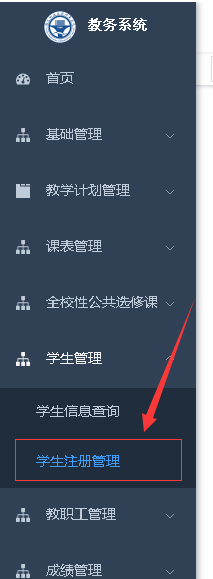 教务系统
首页
基础管理
教学计划管理
课表管理
全校性公共选修课
学生管理
学生信息查询
学生注册管理
教职工管理
成绩管理